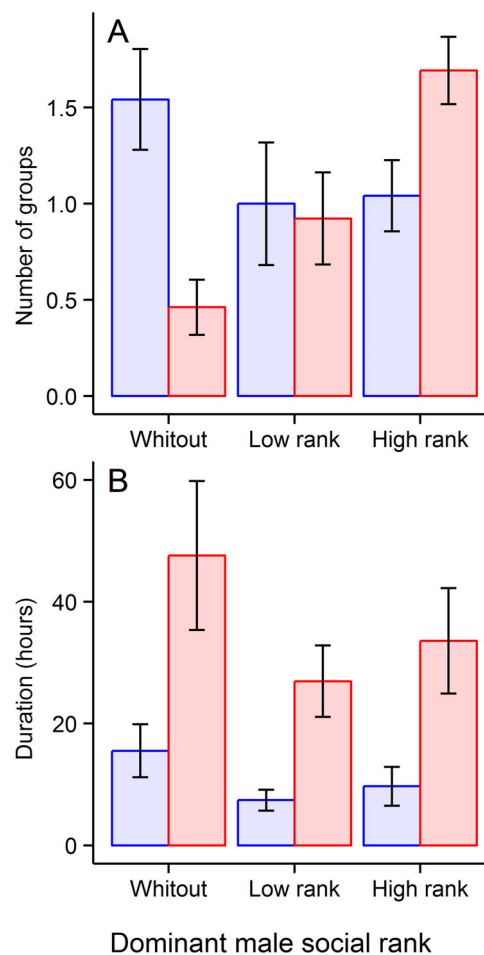 A
Number of groups
1.5
1.0
0.5
0.0
Whitout Low rank High rank
B
Duration (hours)
60
40
20
0
Whitout Low rank High rank
Dominant male social rank